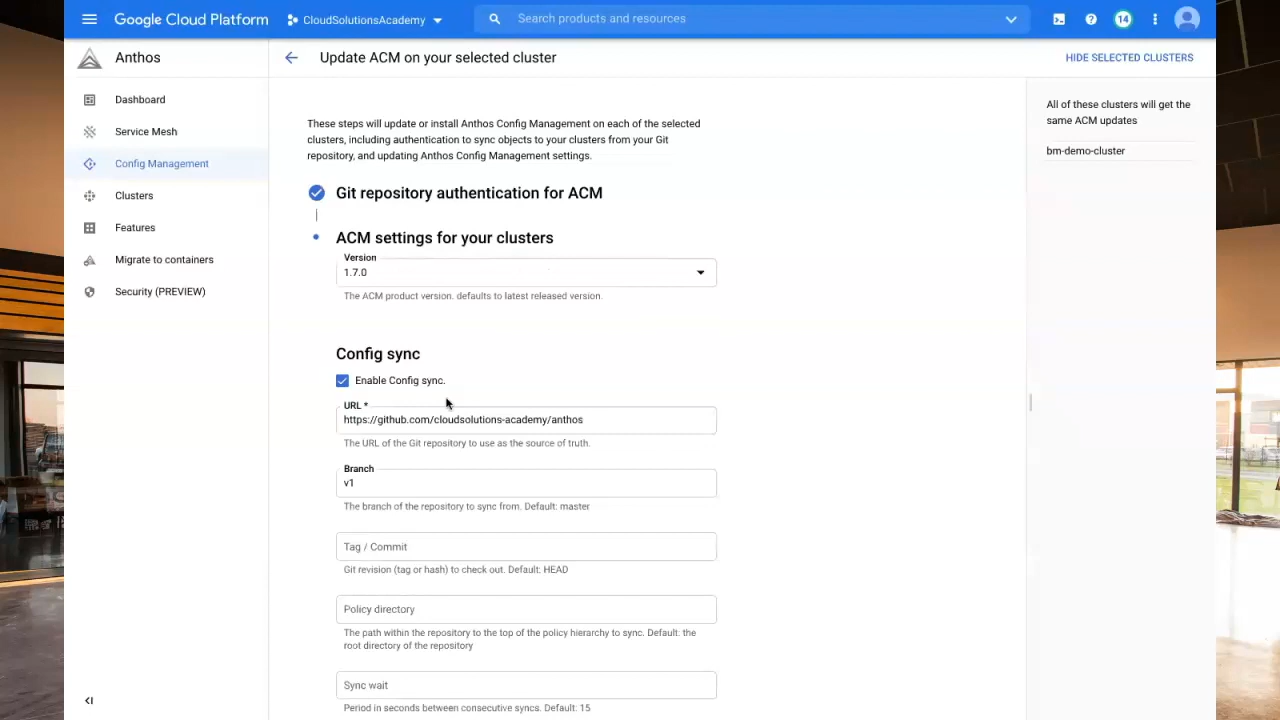 Google Cloud Platform
CloudSolutionsAcademy
Search products and resources
14
Anthos
Update ACM on your selected cluster
HIDE SELECTED CLUSTERS
Dashboard
Service Mesh
Config Management
Clusters
Features
Migrate to containers
Security (PREVIEW)
These steps will update or install Anthos Config Management on each of the selected
clusters, including authentication to sync objects to your clusters from your Git
repository, and updating Anthos Config Management settings.
Git repository authentication for ACM
ACM settings for your clusters
Version
1.7.0
The ACM product version. defaults to latest released version.
Config sync
Enable Config sync.
URL *
https://github.com/cloudsolutions-academy/anthos
The URL of the Git repository to use as the source of truth.
Branch
v1
The branch of the repository to sync from. Default: master
Tag / Commit
Git revision (tag or hash) to check out. Default: HEAD
Policy directory
The path within the repository to the top of the policy hierarchy to sync. Default: the
root directory of the repository
Sync wait
Period in seconds between consecutive syncs. Default: 15
All of these clusters will get the
same ACM updates
bm-demo-cluster